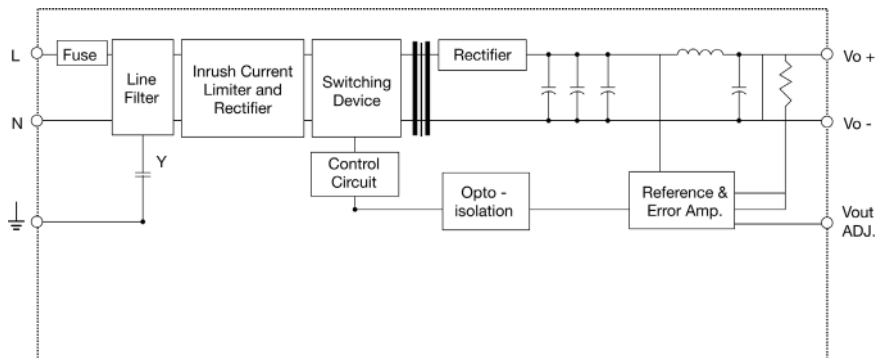 L
Fuse
Line
Filter
Inrush Current
Limiter and
Rectifier
Switching
Device
Rectifier
Vo +
N
Vo -
Y
Control
Circuit
Opto -
isolation
Reference &
Error Amp.
Vout
ADJ.